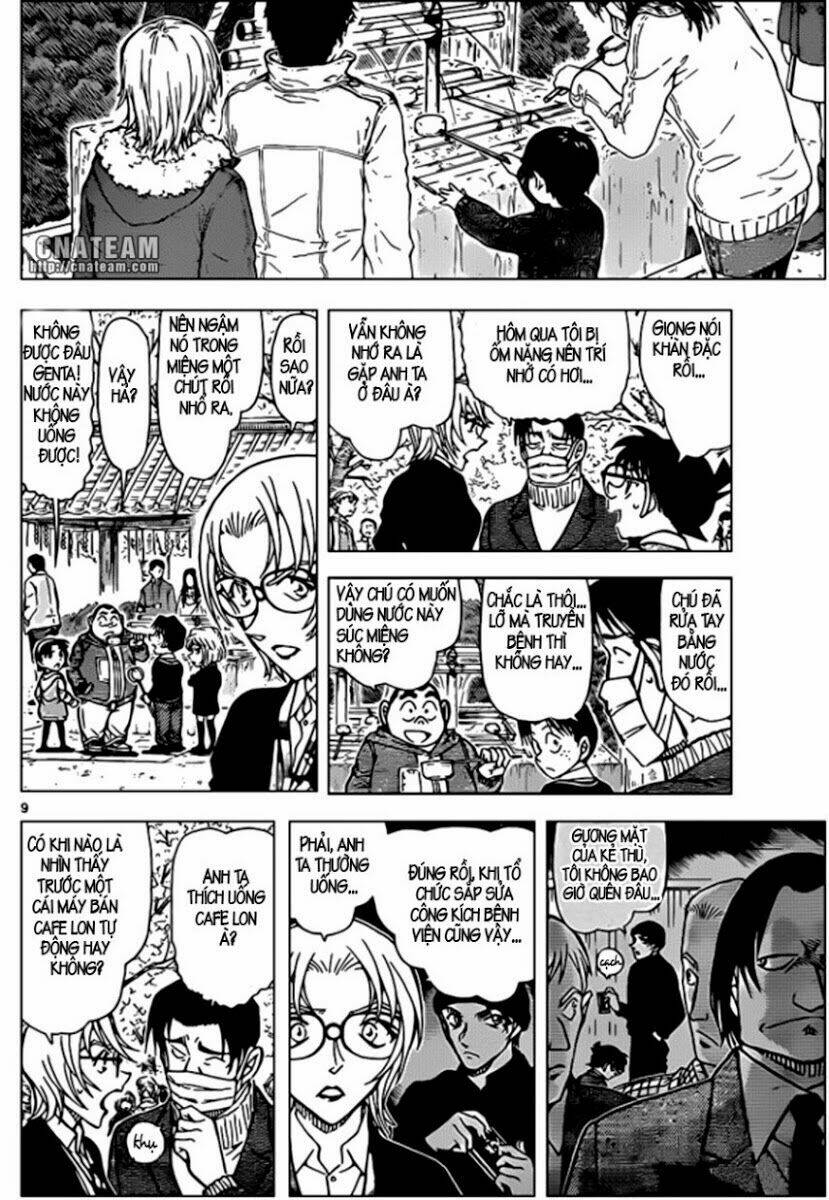 CNATEAM
http://cnateam.com
GIỌNG NÓI
KHÀN ĐẶC
RỒI...
HÔM QUA TÔI BỊ
ỐM NẶNG NÊN TRÍ
NHỚ CÓ HƠI...
VẪN KHÔNG
NHỚ RA LÀ
GẶP ANH TA
Ở ĐÂU À?
RỒI
SAO
NỮA?
NÊN NGẬM
NÓ TRONG
MIỆNG MỘT
CHÚT RỒI
NHỔ RA.
VẬY
HẢ?
KHÔNG
ĐƯỢC ĐÂU
GENTA!
NƯỚC NÀY
KHÔNG
UỐNG
ĐƯỢC!
CHÚ ĐÃ
RỬA TAY
BẰNG
NƯỚC
ĐÓ RỒI...
CHẮC LÀ THÔI...
LỠ MÀ TRUYỀN
BỆNH THÌ
KHÔNG HAY...
VẬY CHÚ CÓ MUỐN
DÙNG NƯỚC NÀY
SÚC MIỆNG
KHÔNG?
9
GƯƠNG MẶT
CỦA KẺ THÙ,
TÔI KHÔNG BAO
GIỜ QUÊN ĐÂU...
cạch
ĐÚNG RỒI, KHI TỔ
CHỨC SẮP SỬA
CÔNG KÍCH BỆNH
VIỆN CŨNG VẬY...
PHẢI, ANH
TA THƯỜNG
UỐNG...
ANH TA
THÍCH UỐNG
CAFE LON
À?
CÓ KHI NÀO LÀ
NHÌN THẤY
TRƯỚC MỘT
CÁI MÁY BÁN
CAFE LON TỰ
ĐỘNG HAY
KHÔNG?
khụ